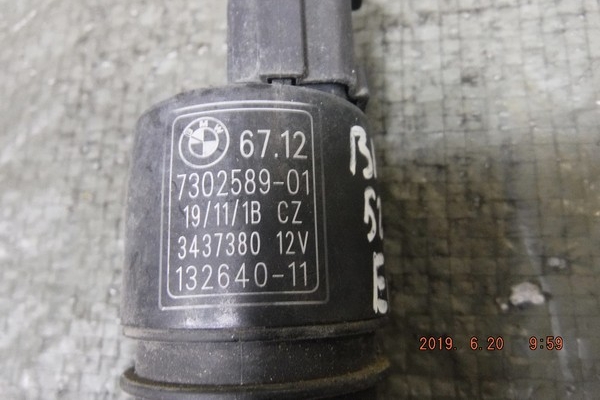 BMW 67.12
7302589-01
19/11/1B CZ
3437380 12V
132640-11
2019. 6.20 9:59